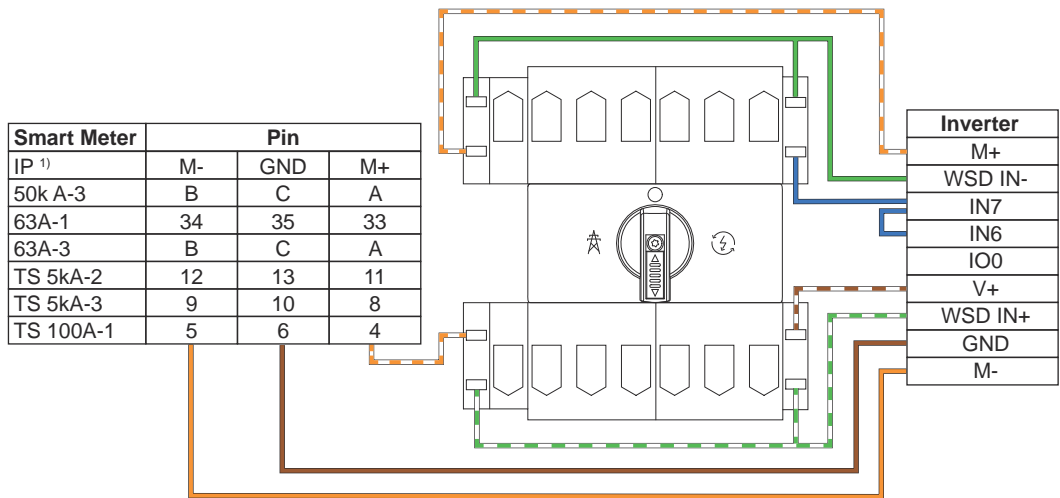 Smart Meter Pin
IP 1) M- GND M+
50k A-3 B C A
63A-1 34 35 33
63A-3 B C A
TS 5kA-2 12 13 11
TS 5kA-3 9 10 8
TS 100A-1 5 6 4
Inverter
M+
WSD IN-
IN7
IN6
IO0
V+
WSD IN+
GND
M-